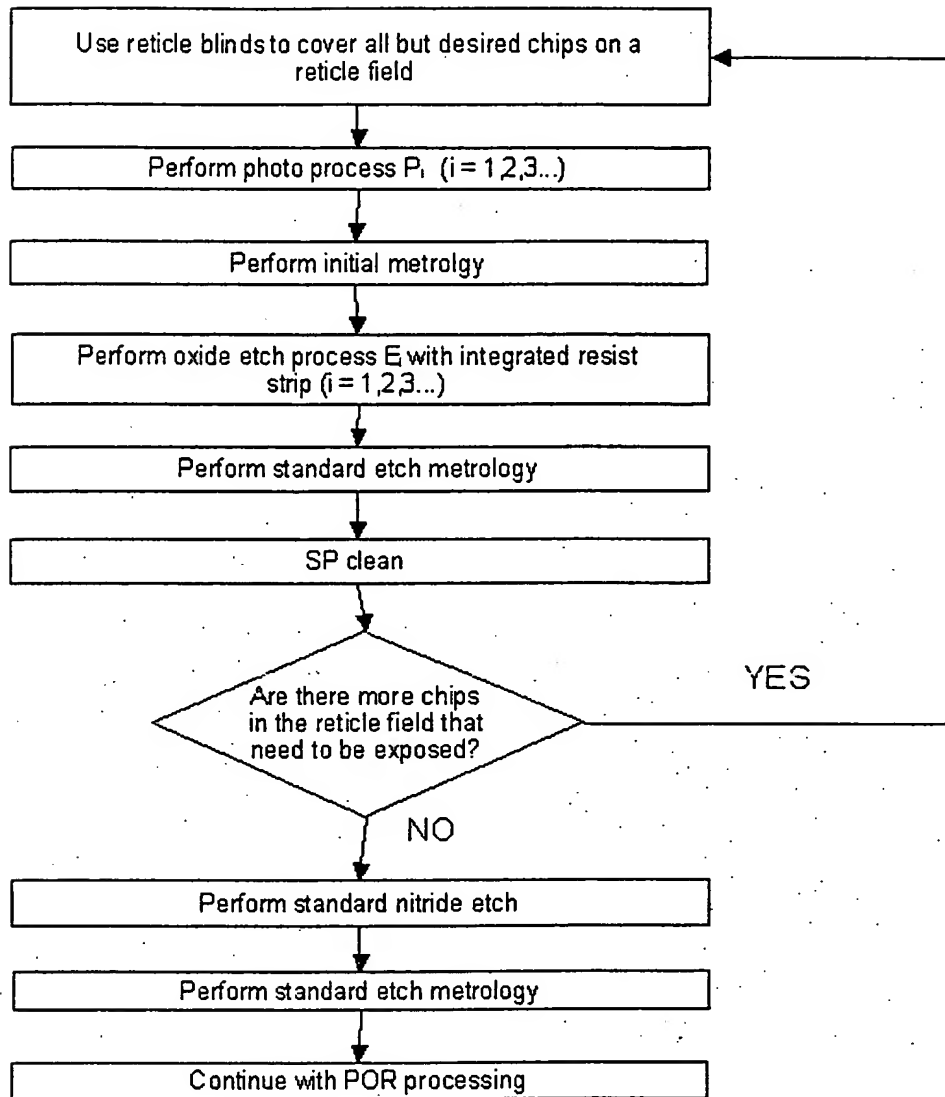 Use reticle blinds to cover all but desired chips on a
reticle field
Perform photo process Pi (i = 1,2,3...)
Perform initial metrolgy
Perform oxide etch process Ei with integrated resist
strip (i = 1,2,3...)
Perform standard etch metrology
SP clean
Are there more chips
in the reticle field that
need to be exposed?
YES
NO
Perform standard nitride etch
Perform standard etch metrology
Continue with POR processing